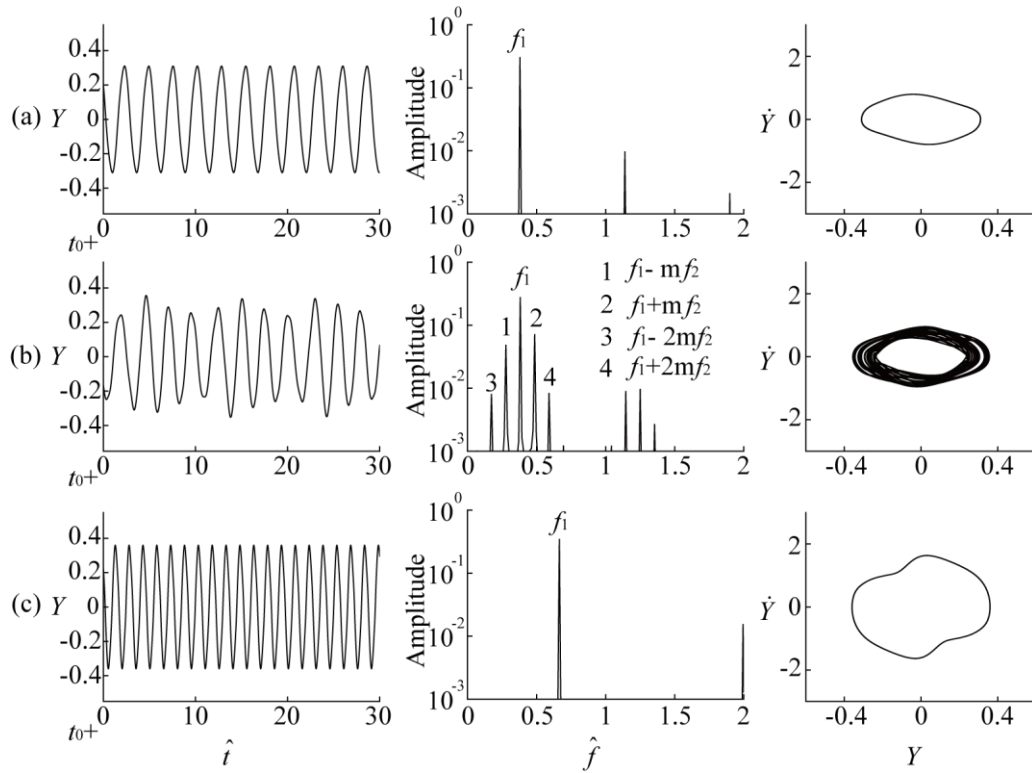 (a) Y 0.4 0.2 0 -0.2 -0.4
t₀+ 0 10 20 30
Amplitude 10⁰ 10⁻¹ 10⁻² 10⁻³
f₁
0 0.5 1 1.5 2
Ẏ 2 0 -2
-0.4 0 0.4
(b) Y 0.4 0.2 0 -0.2 -0.4
t₀+ 0 10 20 30
Amplitude 10⁰ 10⁻¹ 10⁻² 10⁻³
f₁
3 1 2 4
1 f₁- mf₂
2 f₁+mf₂
3 f₁- 2mf₂
4 f₁+2mf₂
0 0.5 1 1.5 2
Ẏ 2 0 -2
-0.4 0 0.4
(c) Y 0.4 0.2 0 -0.2 -0.4
t₀+ 0 10 20 30
t̂
Amplitude 10⁰ 10⁻¹ 10⁻² 10⁻³
f₁
0 0.5 1 1.5 2
f̂
Ẏ 2 0 -2
-0.4 0 0.4
Y